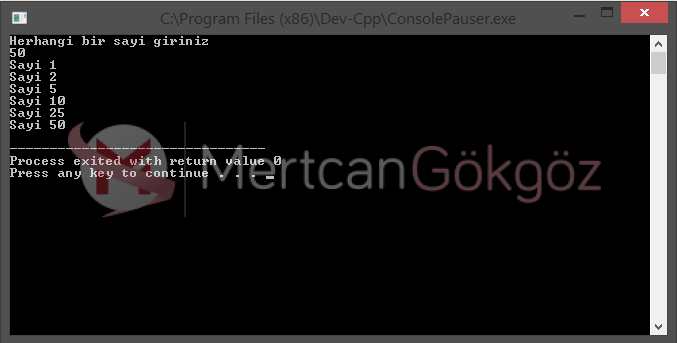 C:\Program Files (x86)\Dev-Cpp\ConsolePauser.exe
Herhangi bir sayi giriniz
50
Sayi 1
Sayi 2
Sayi 5
Sayi 10
Sayi 25
Sayi 50
--------------------------------
Process exited with return value 0
Press any key to continue . . . _
MertcanGökgöz